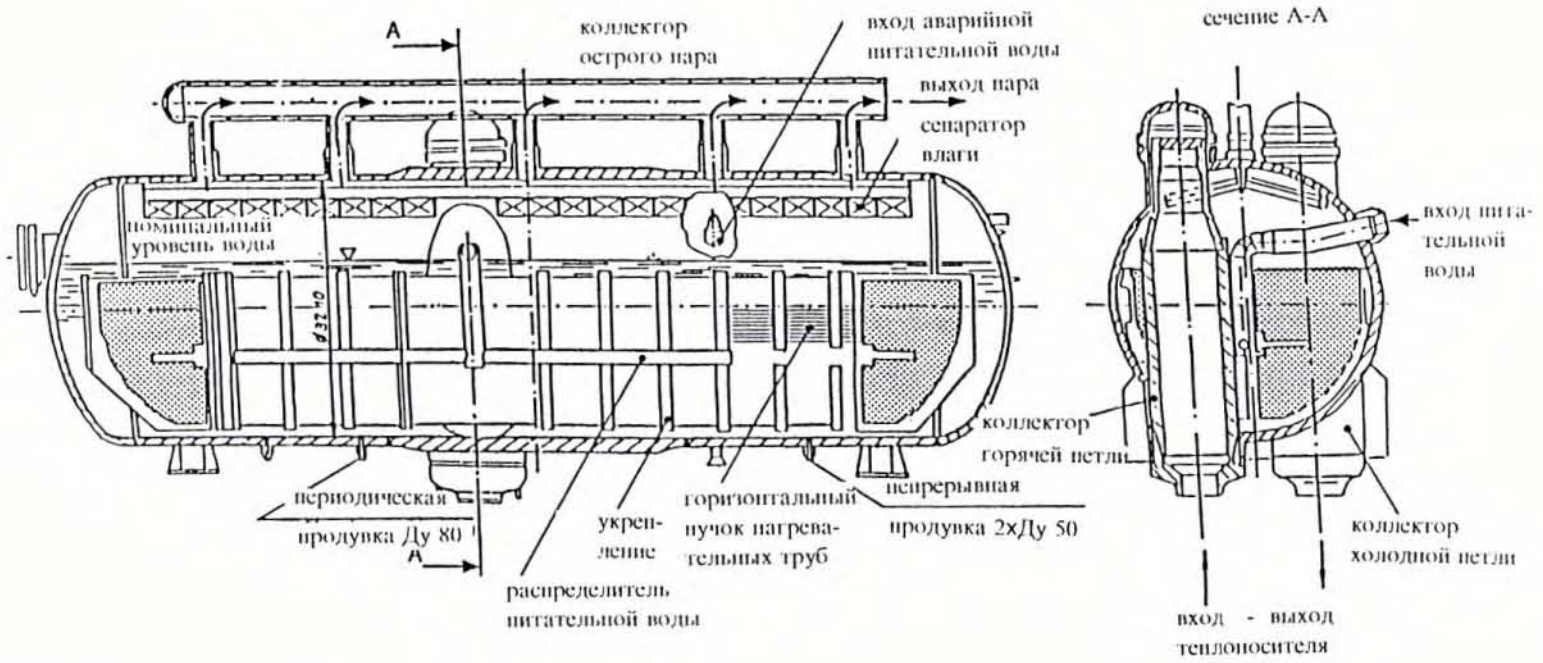 А
коллектор
острого пара
вход аварийной
питательной воды
выход пара
сепаратор
влаги
номинальный
уровень воды
ф3240
периодическая
продувка Ду 80
А
укреп-
ление
распределитель
питательной воды
горизонтальный
пучок нагрева-
тельных труб
непрерывная
продувка 2хДу 50
сечение А-А
вход пита-
тельной
воды
коллектор
горячей петли
коллектор
холодной петли
вход - выход
теплоносителя